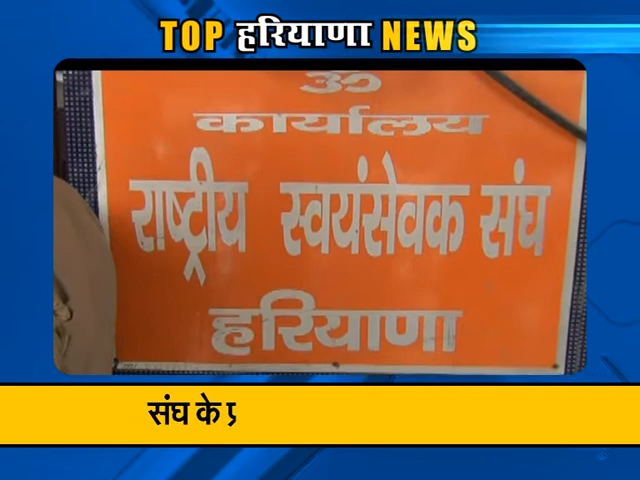 TOP हरियाणा NEWS
ॐ
कार्यालय
राष्ट्रीय स्वयंसेवक संघ
हरियाणा
संघ के